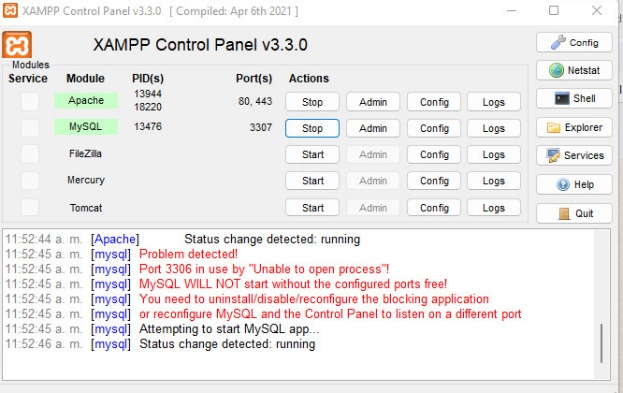 XAMPP Control Panel v3.3.0 [ Compiled: Apr 6th 2021 ]
XAMPP Control Panel v3.3.0
Config
Modules
Service Module PID(s) Port(s) Actions
Netstat
Apache 13944 18220 80, 443 Stop Admin Config Logs
Shell
MySQL 13476 3307 Stop Admin Config Logs
Explorer
FileZilla Start Admin Config Logs
Services
Mercury Start Admin Config Logs
Help
Tomcat Start Admin Config Logs
Quit
11:52:44 a. m. [Apache] Status change detected: running
11:52:45 a. m. [mysql] Problem detected!
11:52:45 a. m. [mysql] Port 3306 in use by "Unable to open process"!
11:52:45 a. m. [mysql] MySQL WILL NOT start without the configured ports free!
11:52:45 a. m. [mysql] You need to uninstall/disable/reconfigure the blocking application
11:52:45 a. m. [mysql] or reconfigure MySQL and the Control Panel to listen on a different port
11:52:45 a. m. [mysql] Attempting to start MySQL app...
11:52:46 a. m. [mysql] Status change detected: running